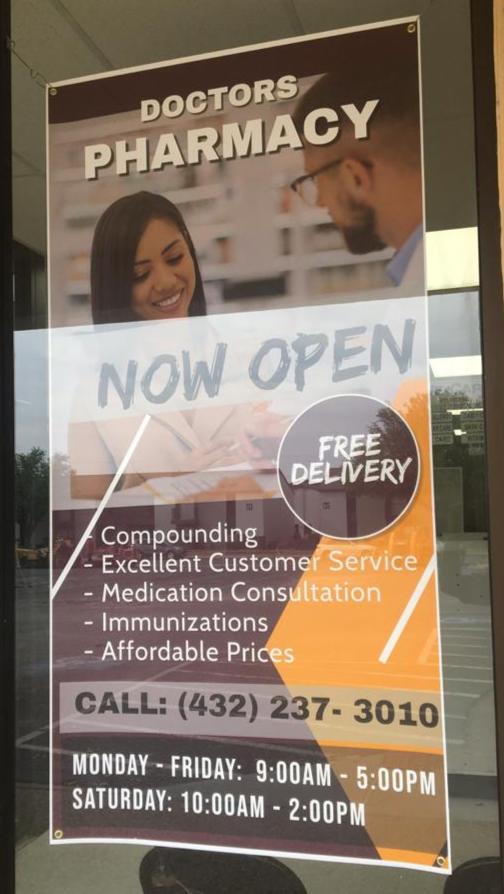 DOCTORS
PHARMACY
NOW OPEN
FREE
DELIVERY
- Compounding
- Excellent Customer Service
- Medication Consultation
- Immunizations
- Affordable Prices
CALL: (432) 237- 3010
MONDAY - FRIDAY: 9:00AM - 5:00PM
SATURDAY: 10:00AM - 2:00PM